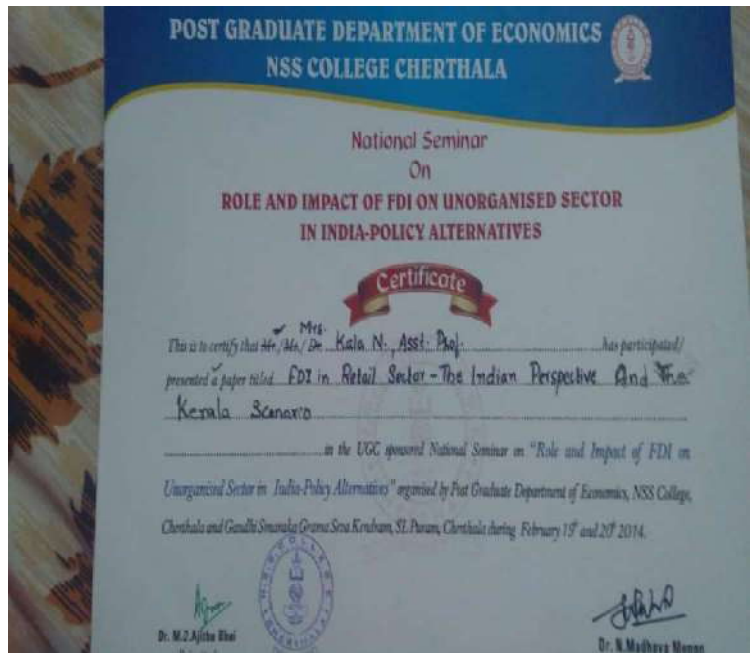 POST GRADUATE DEPARTMENT OF ECONOMICS
NSS COLLEGE CHERTHALA
National Seminar
On
ROLE AND IMPACT OF FDI ON UNORGANISED SECTOR
IN INDIA-POLICY ALTERNATIVES
Certificate
This is to certify that Mr./Ms./Dr. Mrs. Kala N., Asst. Prof. has participated/
presented a paper titled FDI in Retail Sector - The Indian Perspective And The
Kerala Scenario
in the UGC sponsored National Seminar on "Role and Impact of FDI on
Unorganised Sector in India-Policy Alternatives" organised by Post Graduate Department of Economics, NSS College,
Cherthala and Gandhi Smaraka Grama Seva Kendram, S.L Puram, Cherthala during February 19th and 20th 2014.
Dr. M.J.Ajitha Bhai
Dr. N.Madhava Menon